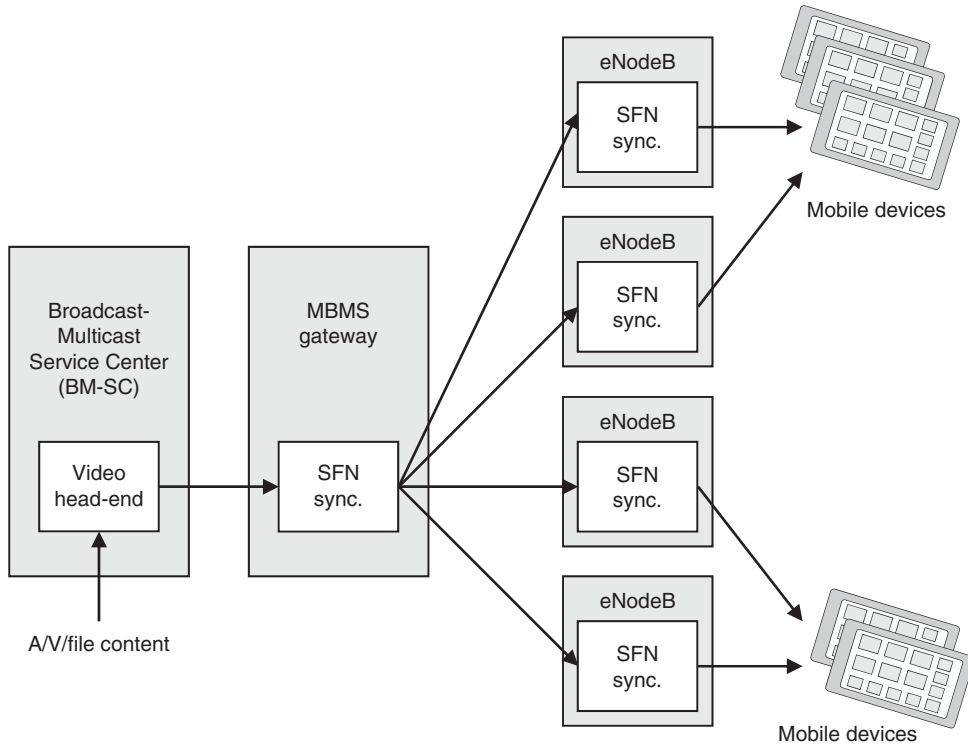 eNodeB
SFN
sync.
Mobile devices
eNodeB
SFN
sync.
Broadcast-
Multicast
Service Center
(BM-SC)
Video
head-end
A/V/file content
MBMS
gateway
SFN
sync.
eNodeB
SFN
sync.
eNodeB
SFN
sync.
Mobile devices